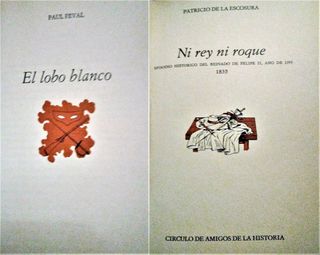 PAUL FEVAL
El lobo blanco
PATRICIO DE LA ESCOSURA
Ni rey ni roque
EPISODIO HISTORICO DEL REINADO DE FELIPE II, AÑO DE 1595
1835
CIRCULO DE AMIGOS DE LA HISTORIA